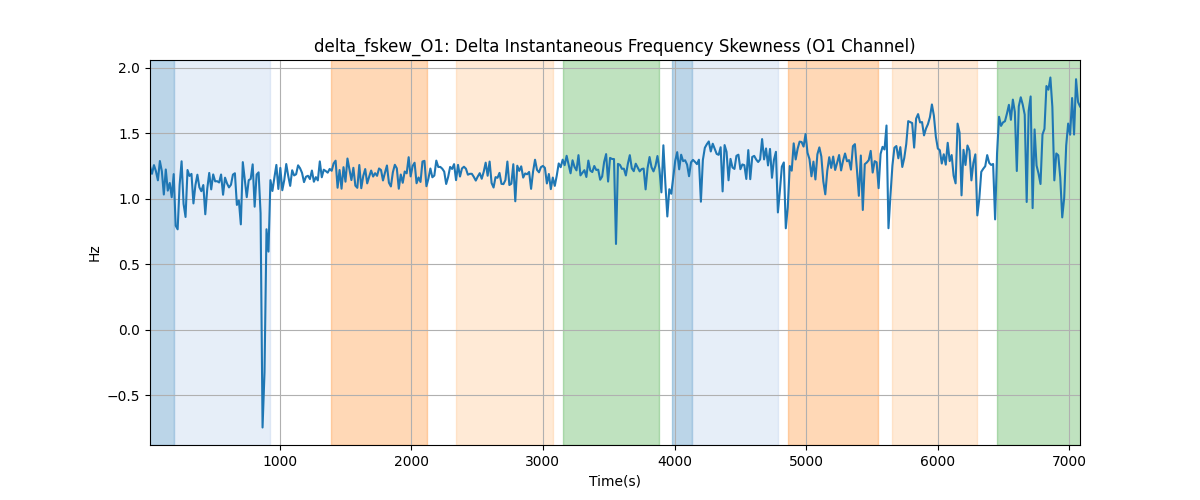 delta_fskew_O1: Delta Instantaneous Frequency Skewness (O1 Channel)
2.0
1.5
1.0
0.5
0.0
−0.5
Hz
1000 2000 3000 4000 5000 6000 7000
Time(s)